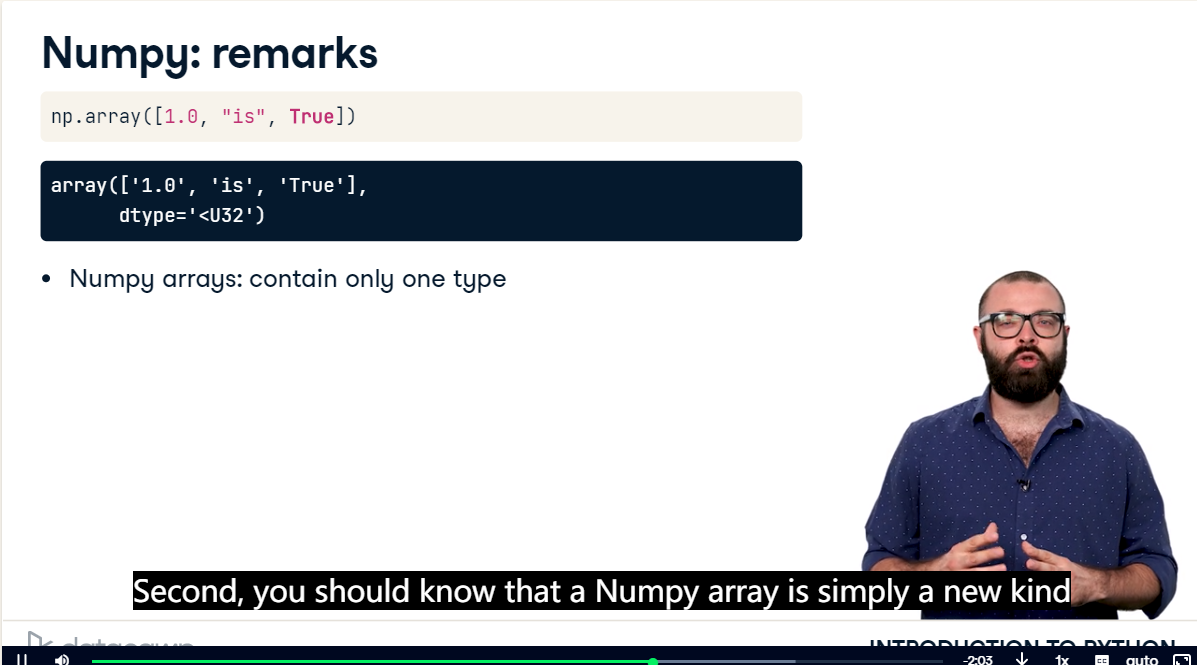 Numpy: remarks
np.array([1.0, "is", True])
array(['1.0', 'is', 'True'],
dtype='<U32')
• Numpy arrays: contain only one type
Second, you should know that a Numpy array is simply a new kind
datacamp
INTRODUCTION TO PYTHON
-2:03
1x
CC
auto